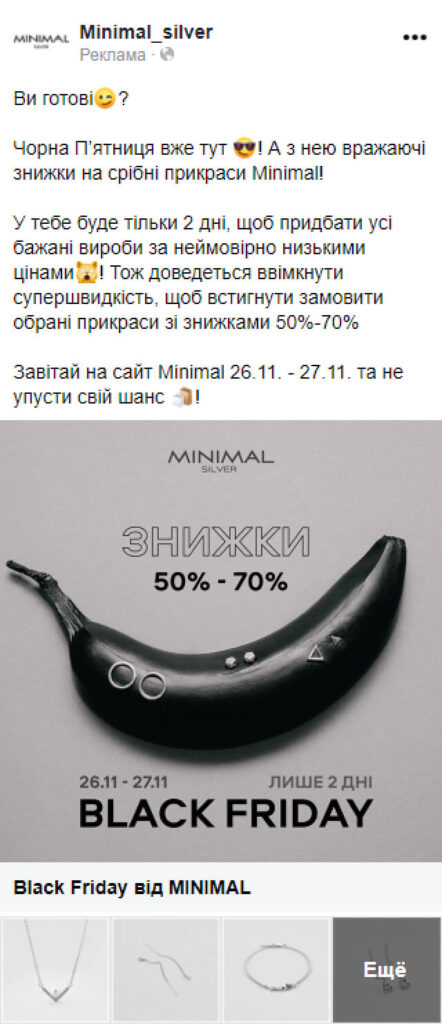 MINIMAL
SILVER
Minimal_silver
Реклама ·
Ви готові😉?
Чорна П'ятниця вже тут 😎! А з нею вражаючі
знижки на срібні прикраси Minimal!
У тебе буде тільки 2 дні, щоб придбати усі
бажані вироби за неймовірно низькими
цінами🙀! Тож доведеться ввімкнути
супершвидкість, щоб встигнути замовити
обрані прикраси зі знижками 50%-70%
Завітай на сайт Minimal 26.11. - 27.11. та не
упусти свій шанс 🛍!
MINIMAL
SILVER
ЗНИЖКИ
50% - 70%
26.11 - 27.11 ЛИШЕ 2 ДНІ
BLACK FRIDAY
Black Friday від MINIMAL
Ещё